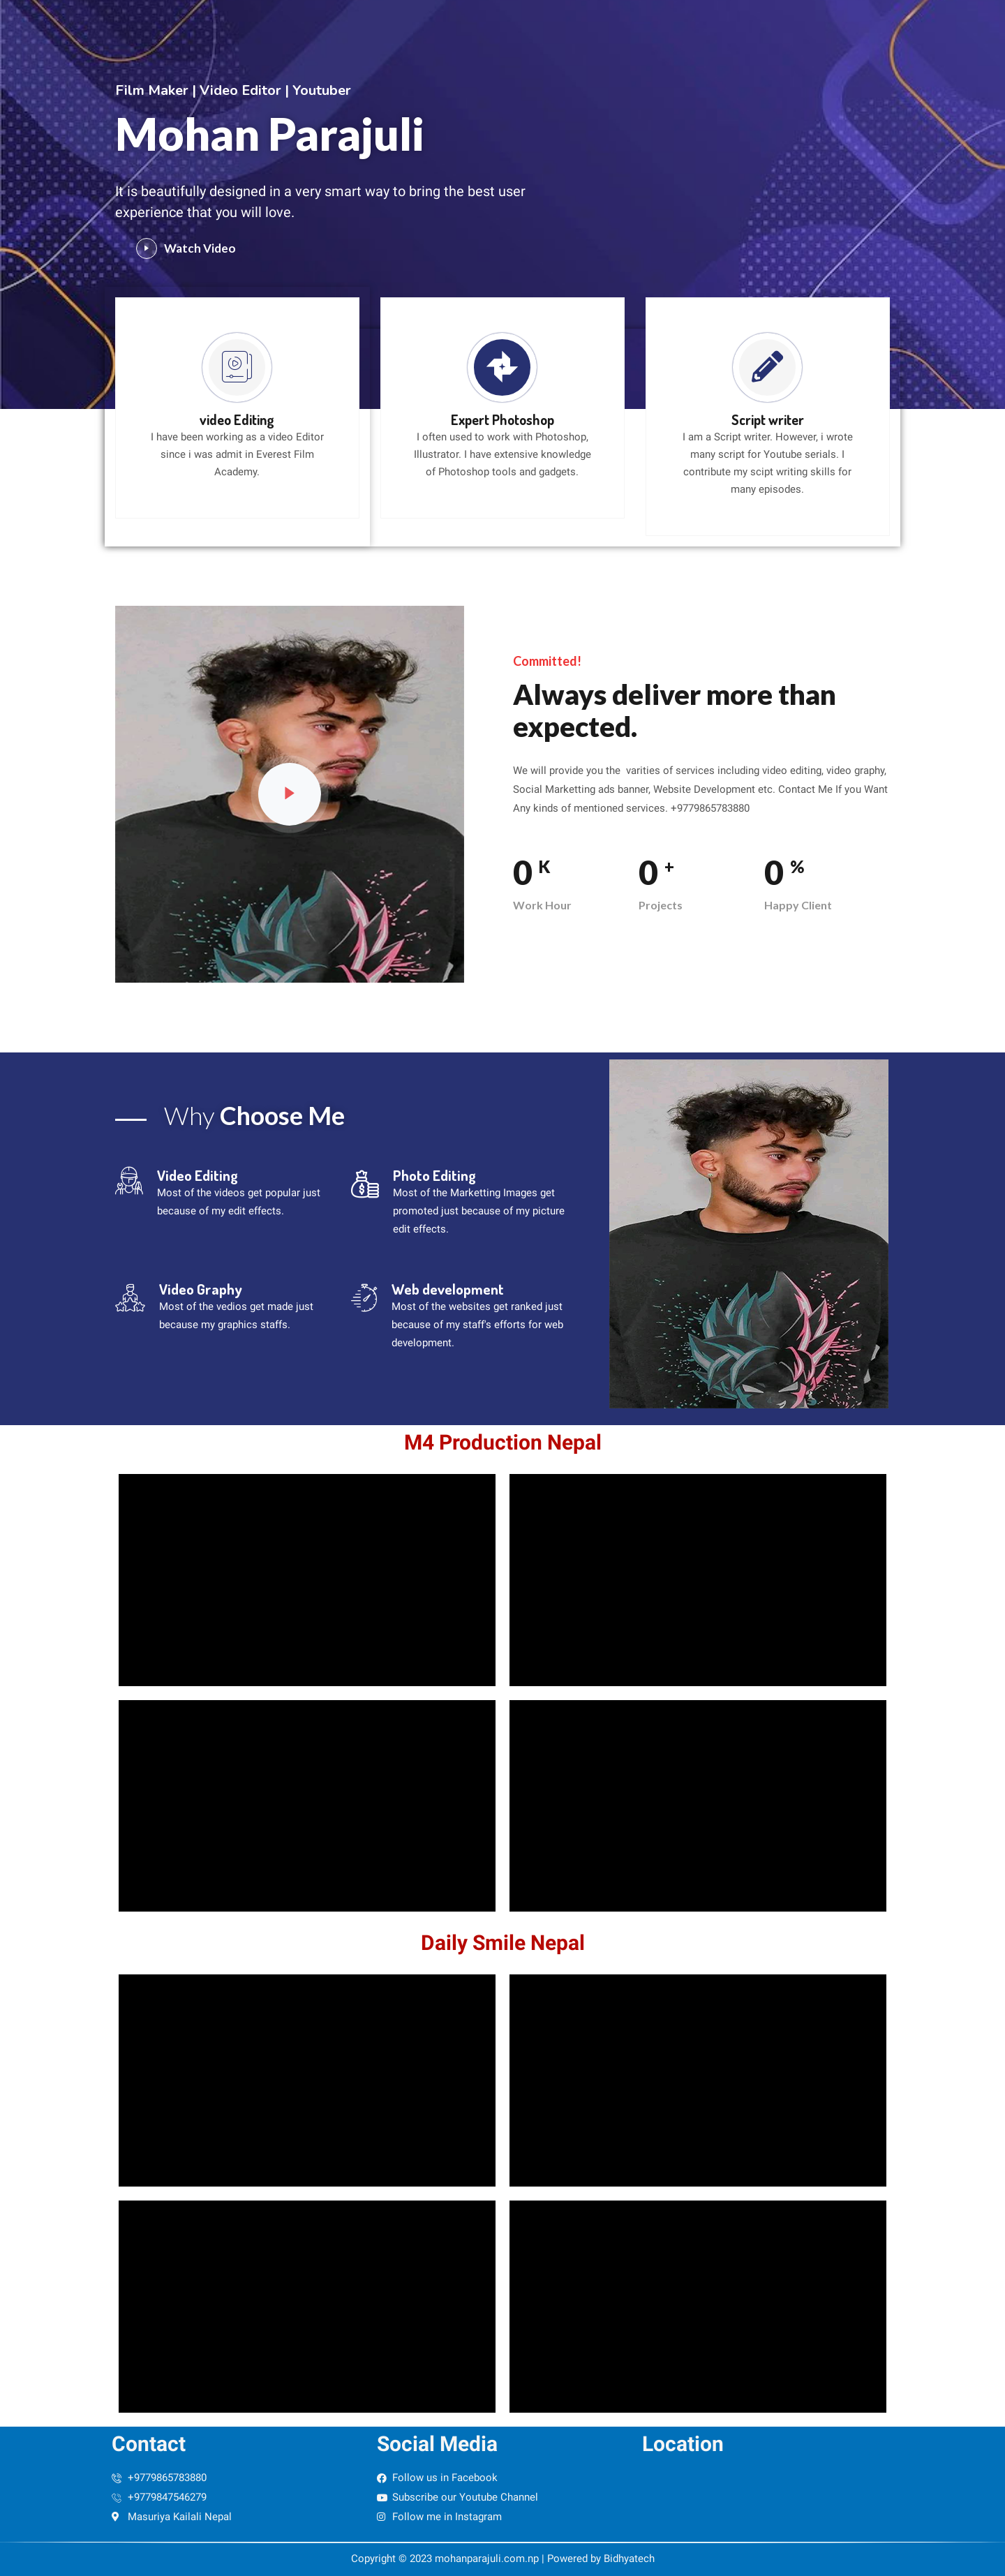 Film Maker | Video Editor | Youtuber
Mohan Parajuli
It is beautifully designed in a very smart way to bring the best user
experience that you will love.
Watch Video
video Editing
I have been working as a video Editor
since i was admit in Everest Film
Academy.
Expert Photoshop
I often used to work with Photoshop,
Illustrator. I have extensive knowledge
of Photoshop tools and gadgets.
Script writer
I am a Script writer. However, i wrote
many script for Youtube serials. I
contribute my scipt writing skills for
many episodes.
Committed!
Always deliver more than
expected.
We will provide you the varities of services including video editing, video graphy,
Social Marketting ads banner, Website Development etc. Contact Me If you Want
Any kinds of mentioned services. +9779865783880
0 K
Work Hour
0 +
Projects
0 %
Happy Client
Why Choose Me
Video Editing
Most of the videos get popular just
because of my edit effects.
Photo Editing
Most of the Marketting Images get
promoted just because of my picture
edit effects.
Video Graphy
Most of the vedios get made just
because my graphics staffs.
Web development
Most of the websites get ranked just
because of my staff's efforts for web
development.
M4 Production Nepal
Daily Smile Nepal
Contact
+9779865783880
+9779847546279
Masuriya Kailali Nepal
Social Media
Follow us in Facebook
Subscribe our Youtube Channel
Follow me in Instagram
Location
Copyright © 2023 mohanparajuli.com.np | Powered by Bidhyatech